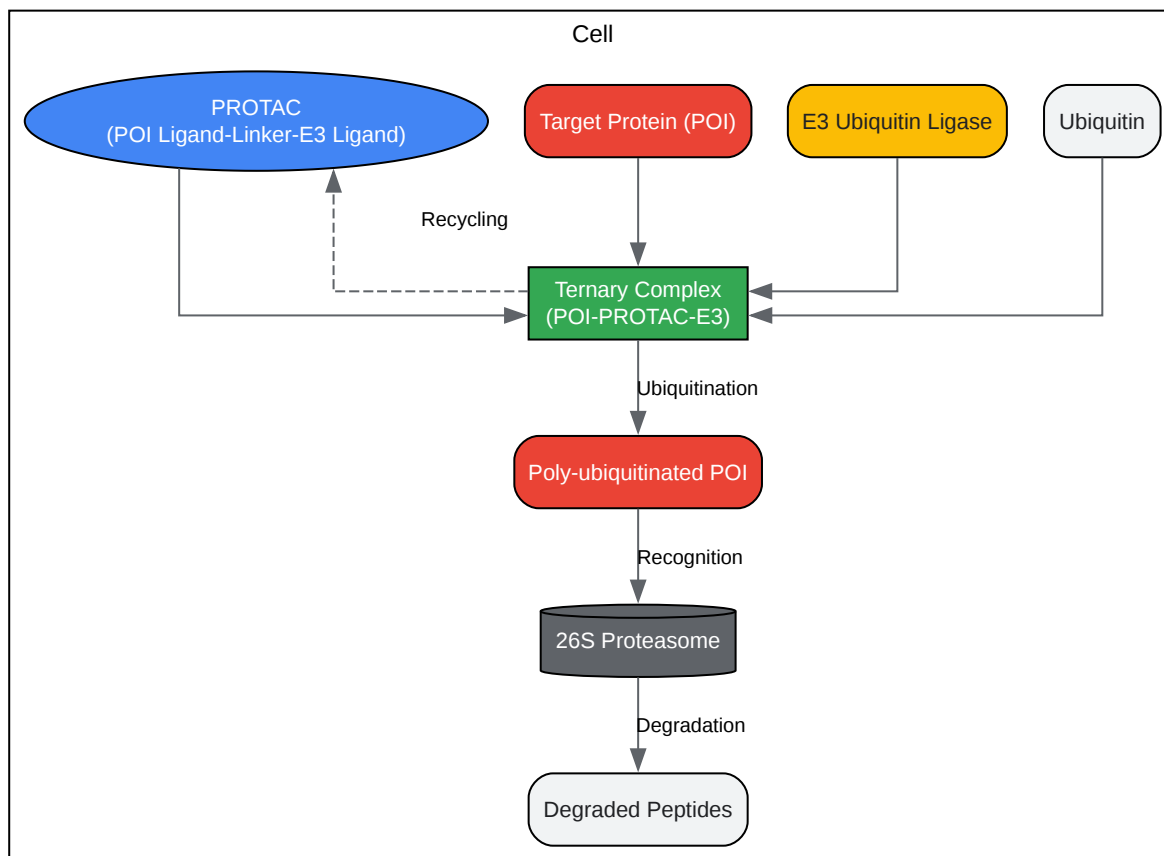 Cell
PROTAC
(POI Ligand-Linker-E3 Ligand)
Target Protein (POI)
E3 Ubiquitin Ligase
Ubiquitin
Recycling
Ternary Complex
(POI-PROTAC-E3)
Ubiquitination
Poly-ubiquitinated POI
Recognition
26S Proteasome
Degradation
Degraded Peptides